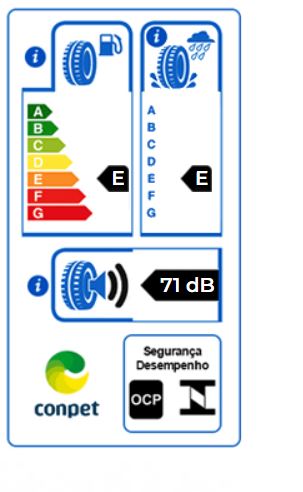 i
i
A
B
C
D
E
F
G
E
A
B
C
D
E
F
G
E
i
71 dB
conpet
Segurança
Desempenho
OCP